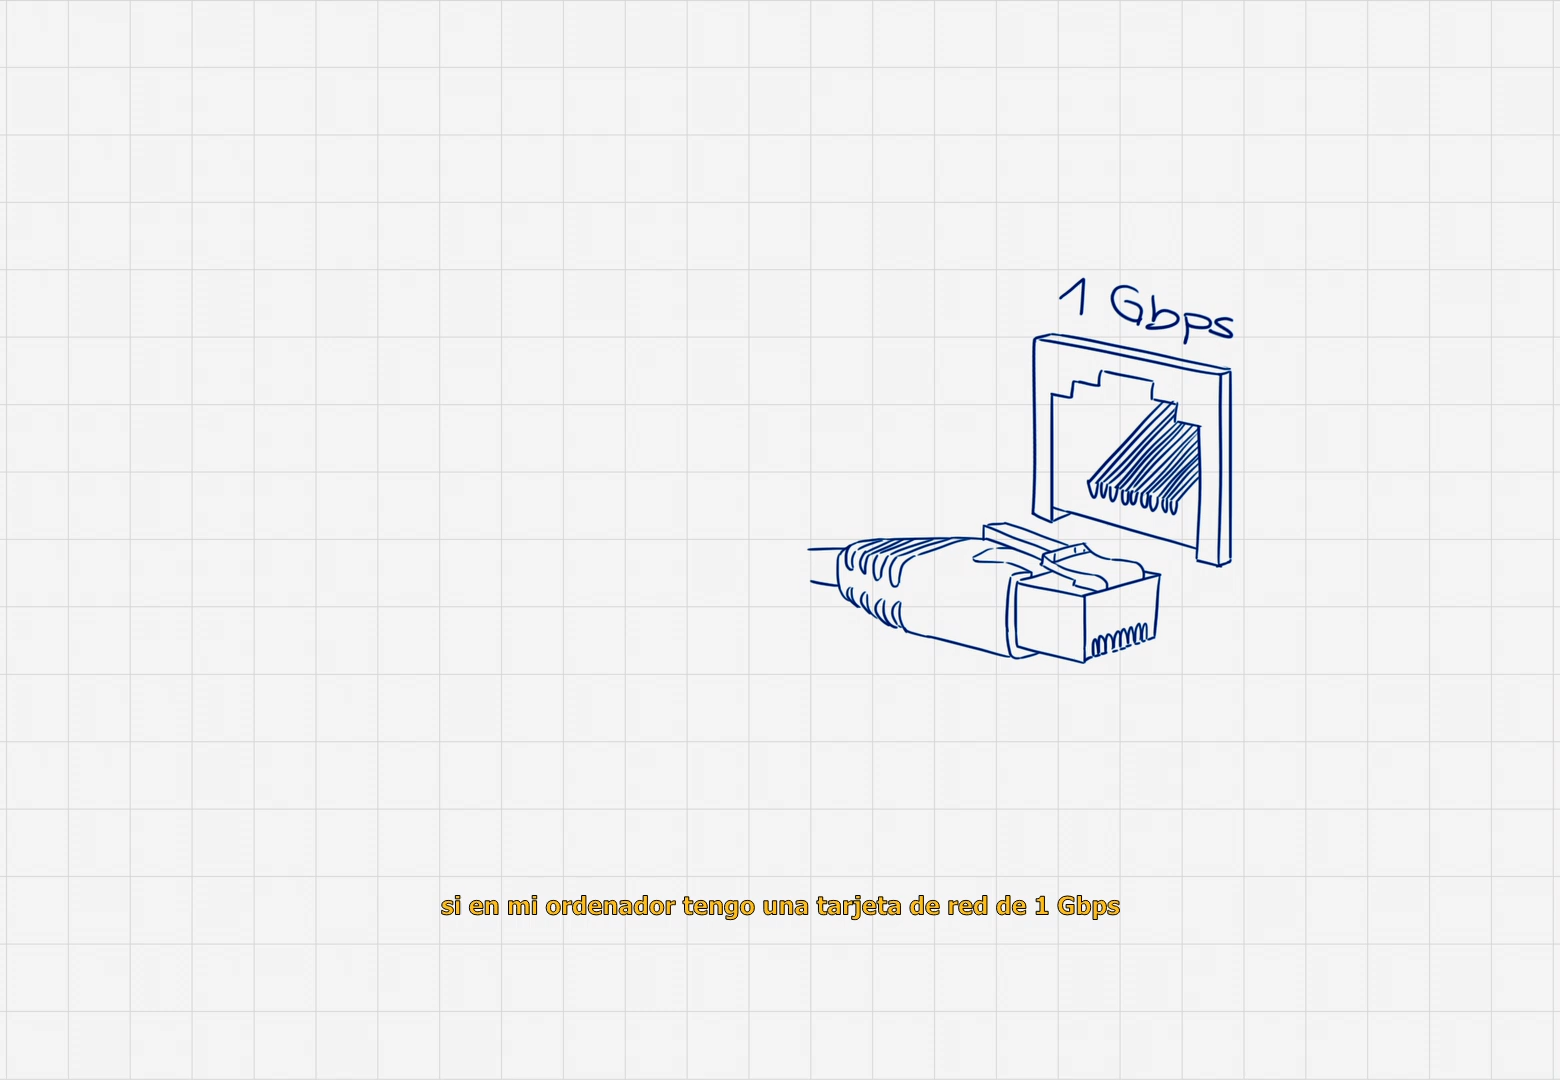 1 Gbps
si en mi ordenador tengo una tarjeta de red de 1 Gbps